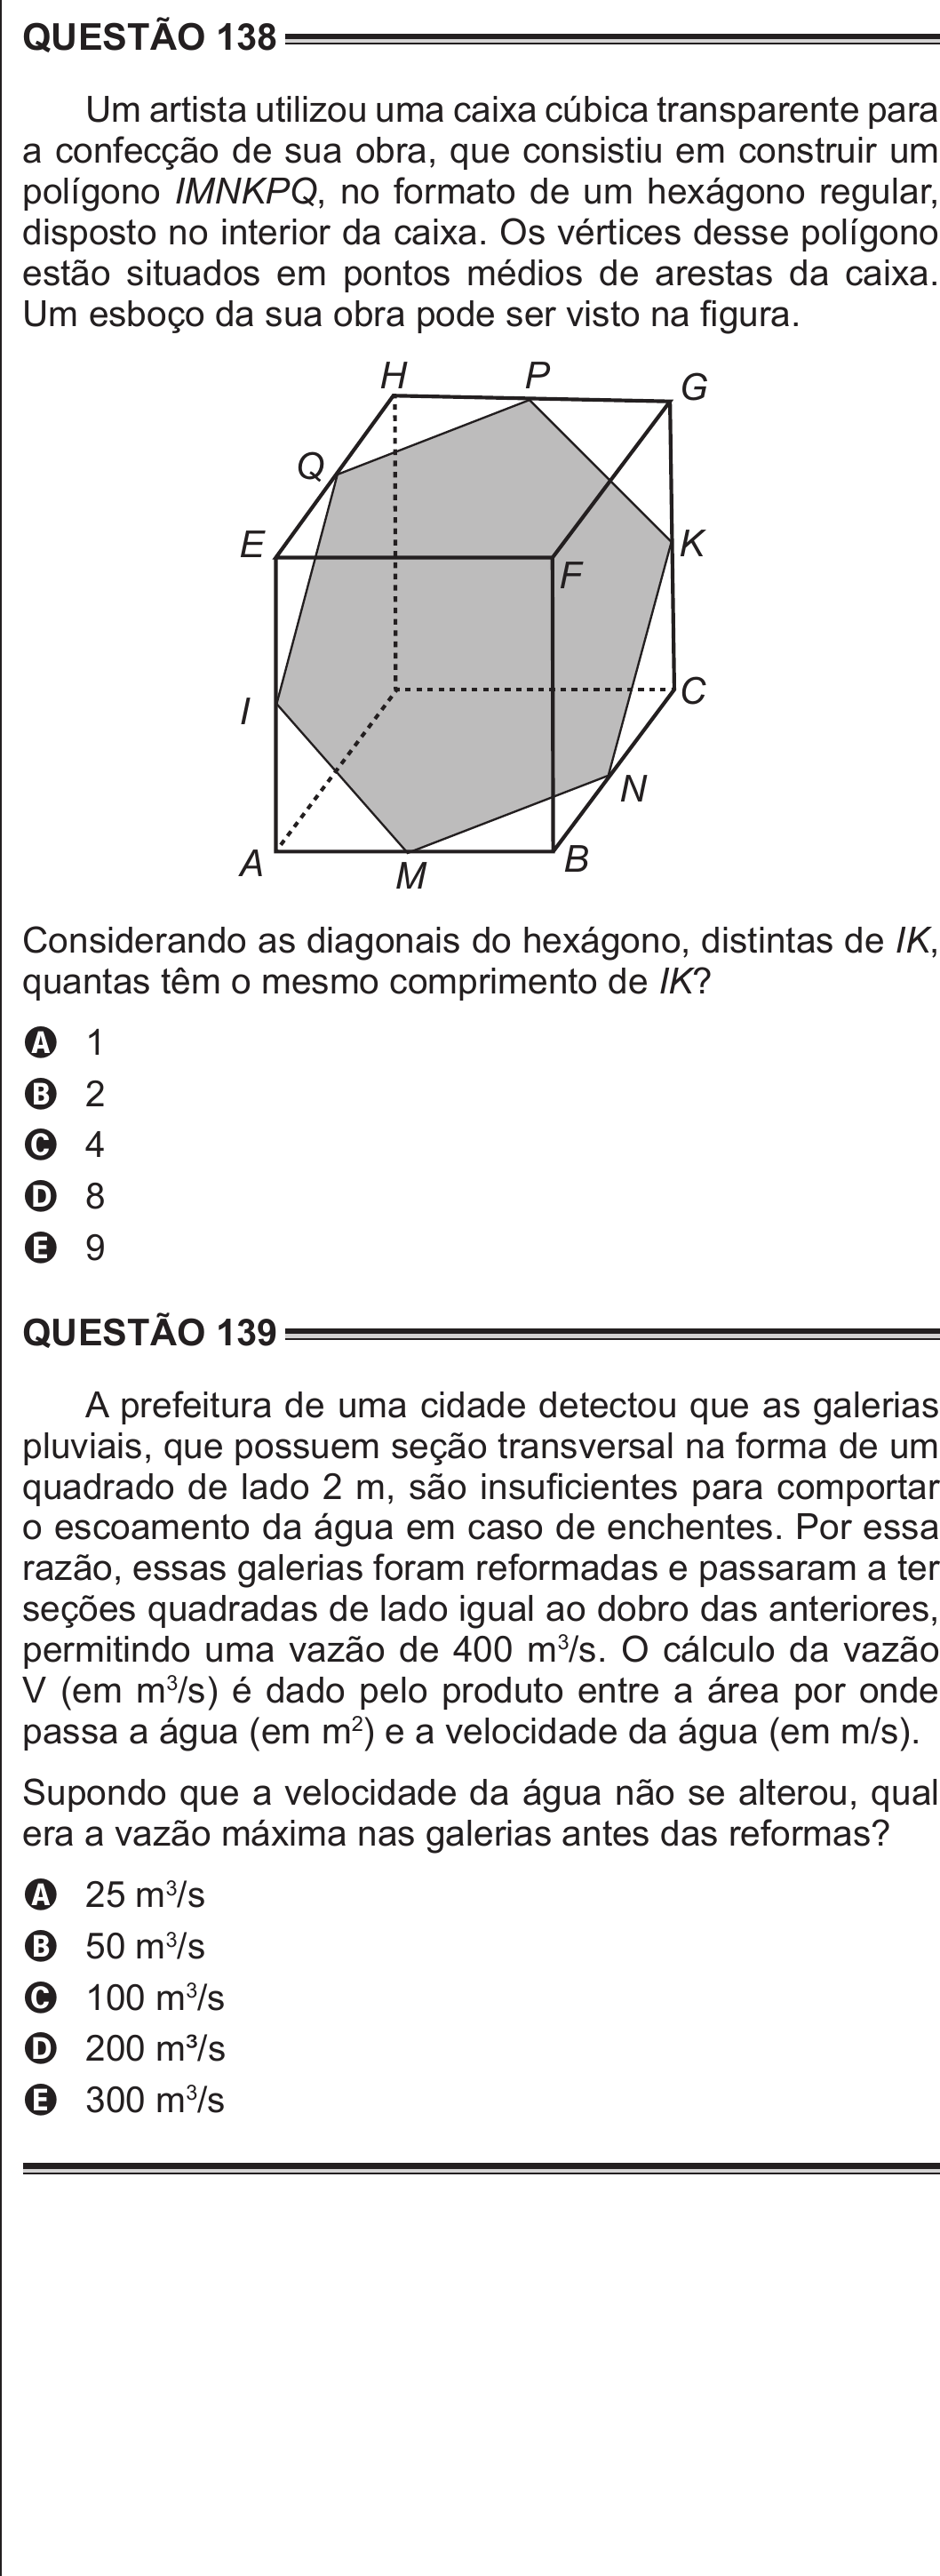 QUESTÃO 138
Um artista utilizou uma caixa cúbica transparente para
a confecção de sua obra, que consistiu em construir um
polígono IMNKPQ, no formato de um hexágono regular,
disposto no interior da caixa. Os vértices desse polígono
estão situados em pontos médios de arestas da caixa.
Um esboço da sua obra pode ser visto na figura.
H P G
Q
E K
F
I C
N
A M B
Considerando as diagonais do hexágono, distintas de IK,
quantas têm o mesmo comprimento de IK?
A 1
B 2
C 4
D 8
E 9
QUESTÃO 139
A prefeitura de uma cidade detectou que as galerias
pluviais, que possuem seção transversal na forma de um
quadrado de lado 2 m, são insuficientes para comportar
o escoamento da água em caso de enchentes. Por essa
razão, essas galerias foram reformadas e passaram a ter
seções quadradas de lado igual ao dobro das anteriores,
permitindo uma vazão de 400 m³/s. O cálculo da vazão
V (em m³/s) é dado pelo produto entre a área por onde
passa a água (em m²) e a velocidade da água (em m/s).
Supondo que a velocidade da água não se alterou, qual
era a vazão máxima nas galerias antes das reformas?
A 25 m³/s
B 50 m³/s
C 100 m³/s
D 200 m³/s
E 300 m³/s